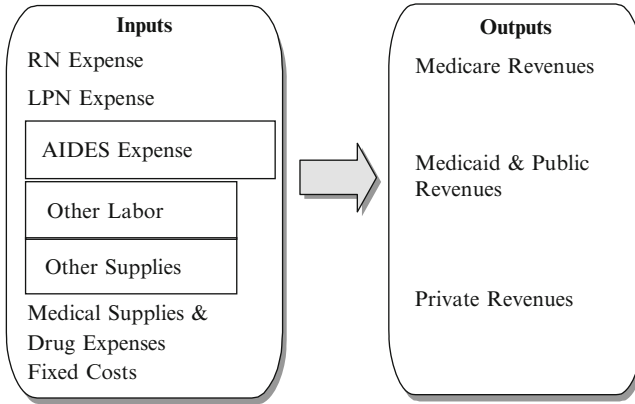 Inputs
RN Expense
LPN Expense
AIDES Expense
Other Labor
Other Supplies
Medical Supplies &
Drug Expenses
Fixed Costs
Outputs
Medicare Revenues
Medicaid & Public
Revenues
Private Revenues